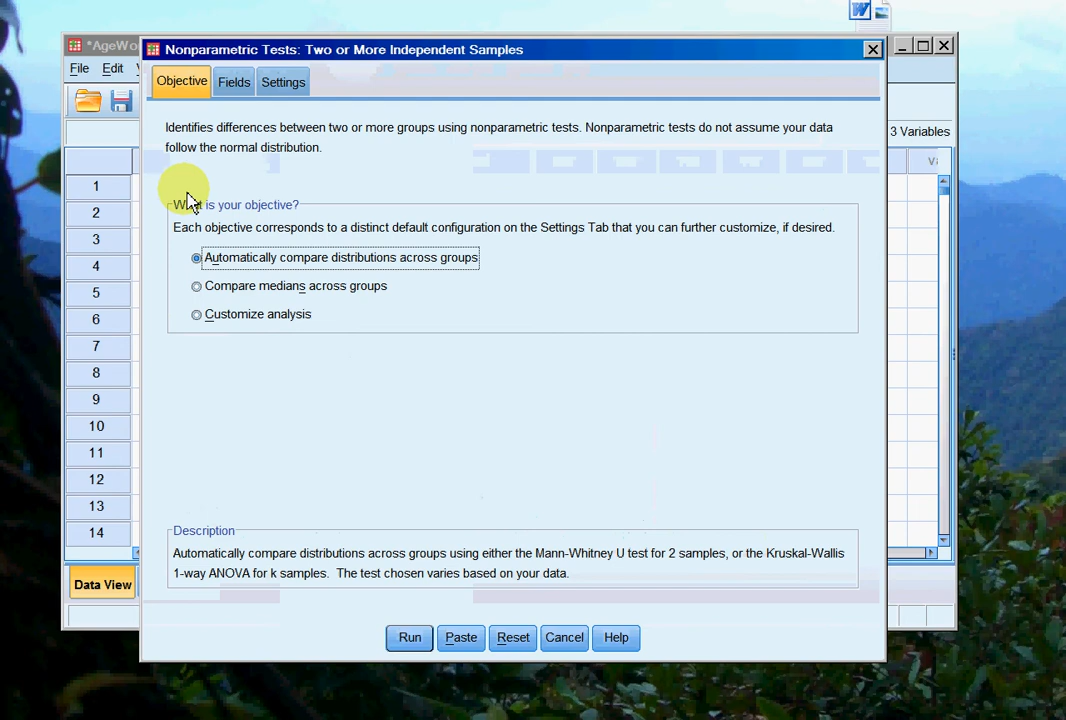 *AgeWo
Nonparametric Tests: Two or More Independent Samples
File Edit
Objective Fields Settings
Identifies differences between two or more groups using nonparametric tests. Nonparametric tests do not assume your data
follow the normal distribution.
3 Variables
What is your objective?
Each objective corresponds to a distinct default configuration on the Settings Tab that you can further customize, if desired.
Automatically compare distributions across groups
Compare medians across groups
Customize analysis
1
2
3
4
5
6
7
8
9
10
11
12
13
14
Description
Automatically compare distributions across groups using either the Mann-Whitney U test for 2 samples, or the Kruskal-Wallis
1-way ANOVA for k samples. The test chosen varies based on your data.
Data View
Run Paste Reset Cancel Help